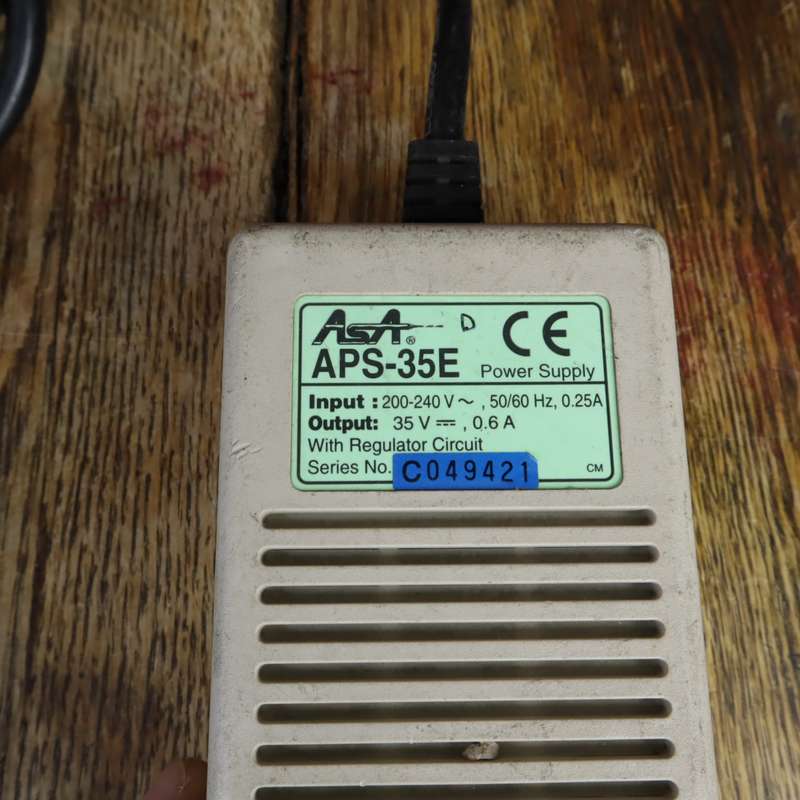 AsA® D CE
APS-35E Power Supply
Input : 200-240 V ~ , 50/60 Hz, 0.25A
Output: 35 V ⎓ , 0.6 A
With Regulator Circuit
Series No. C049421 CM